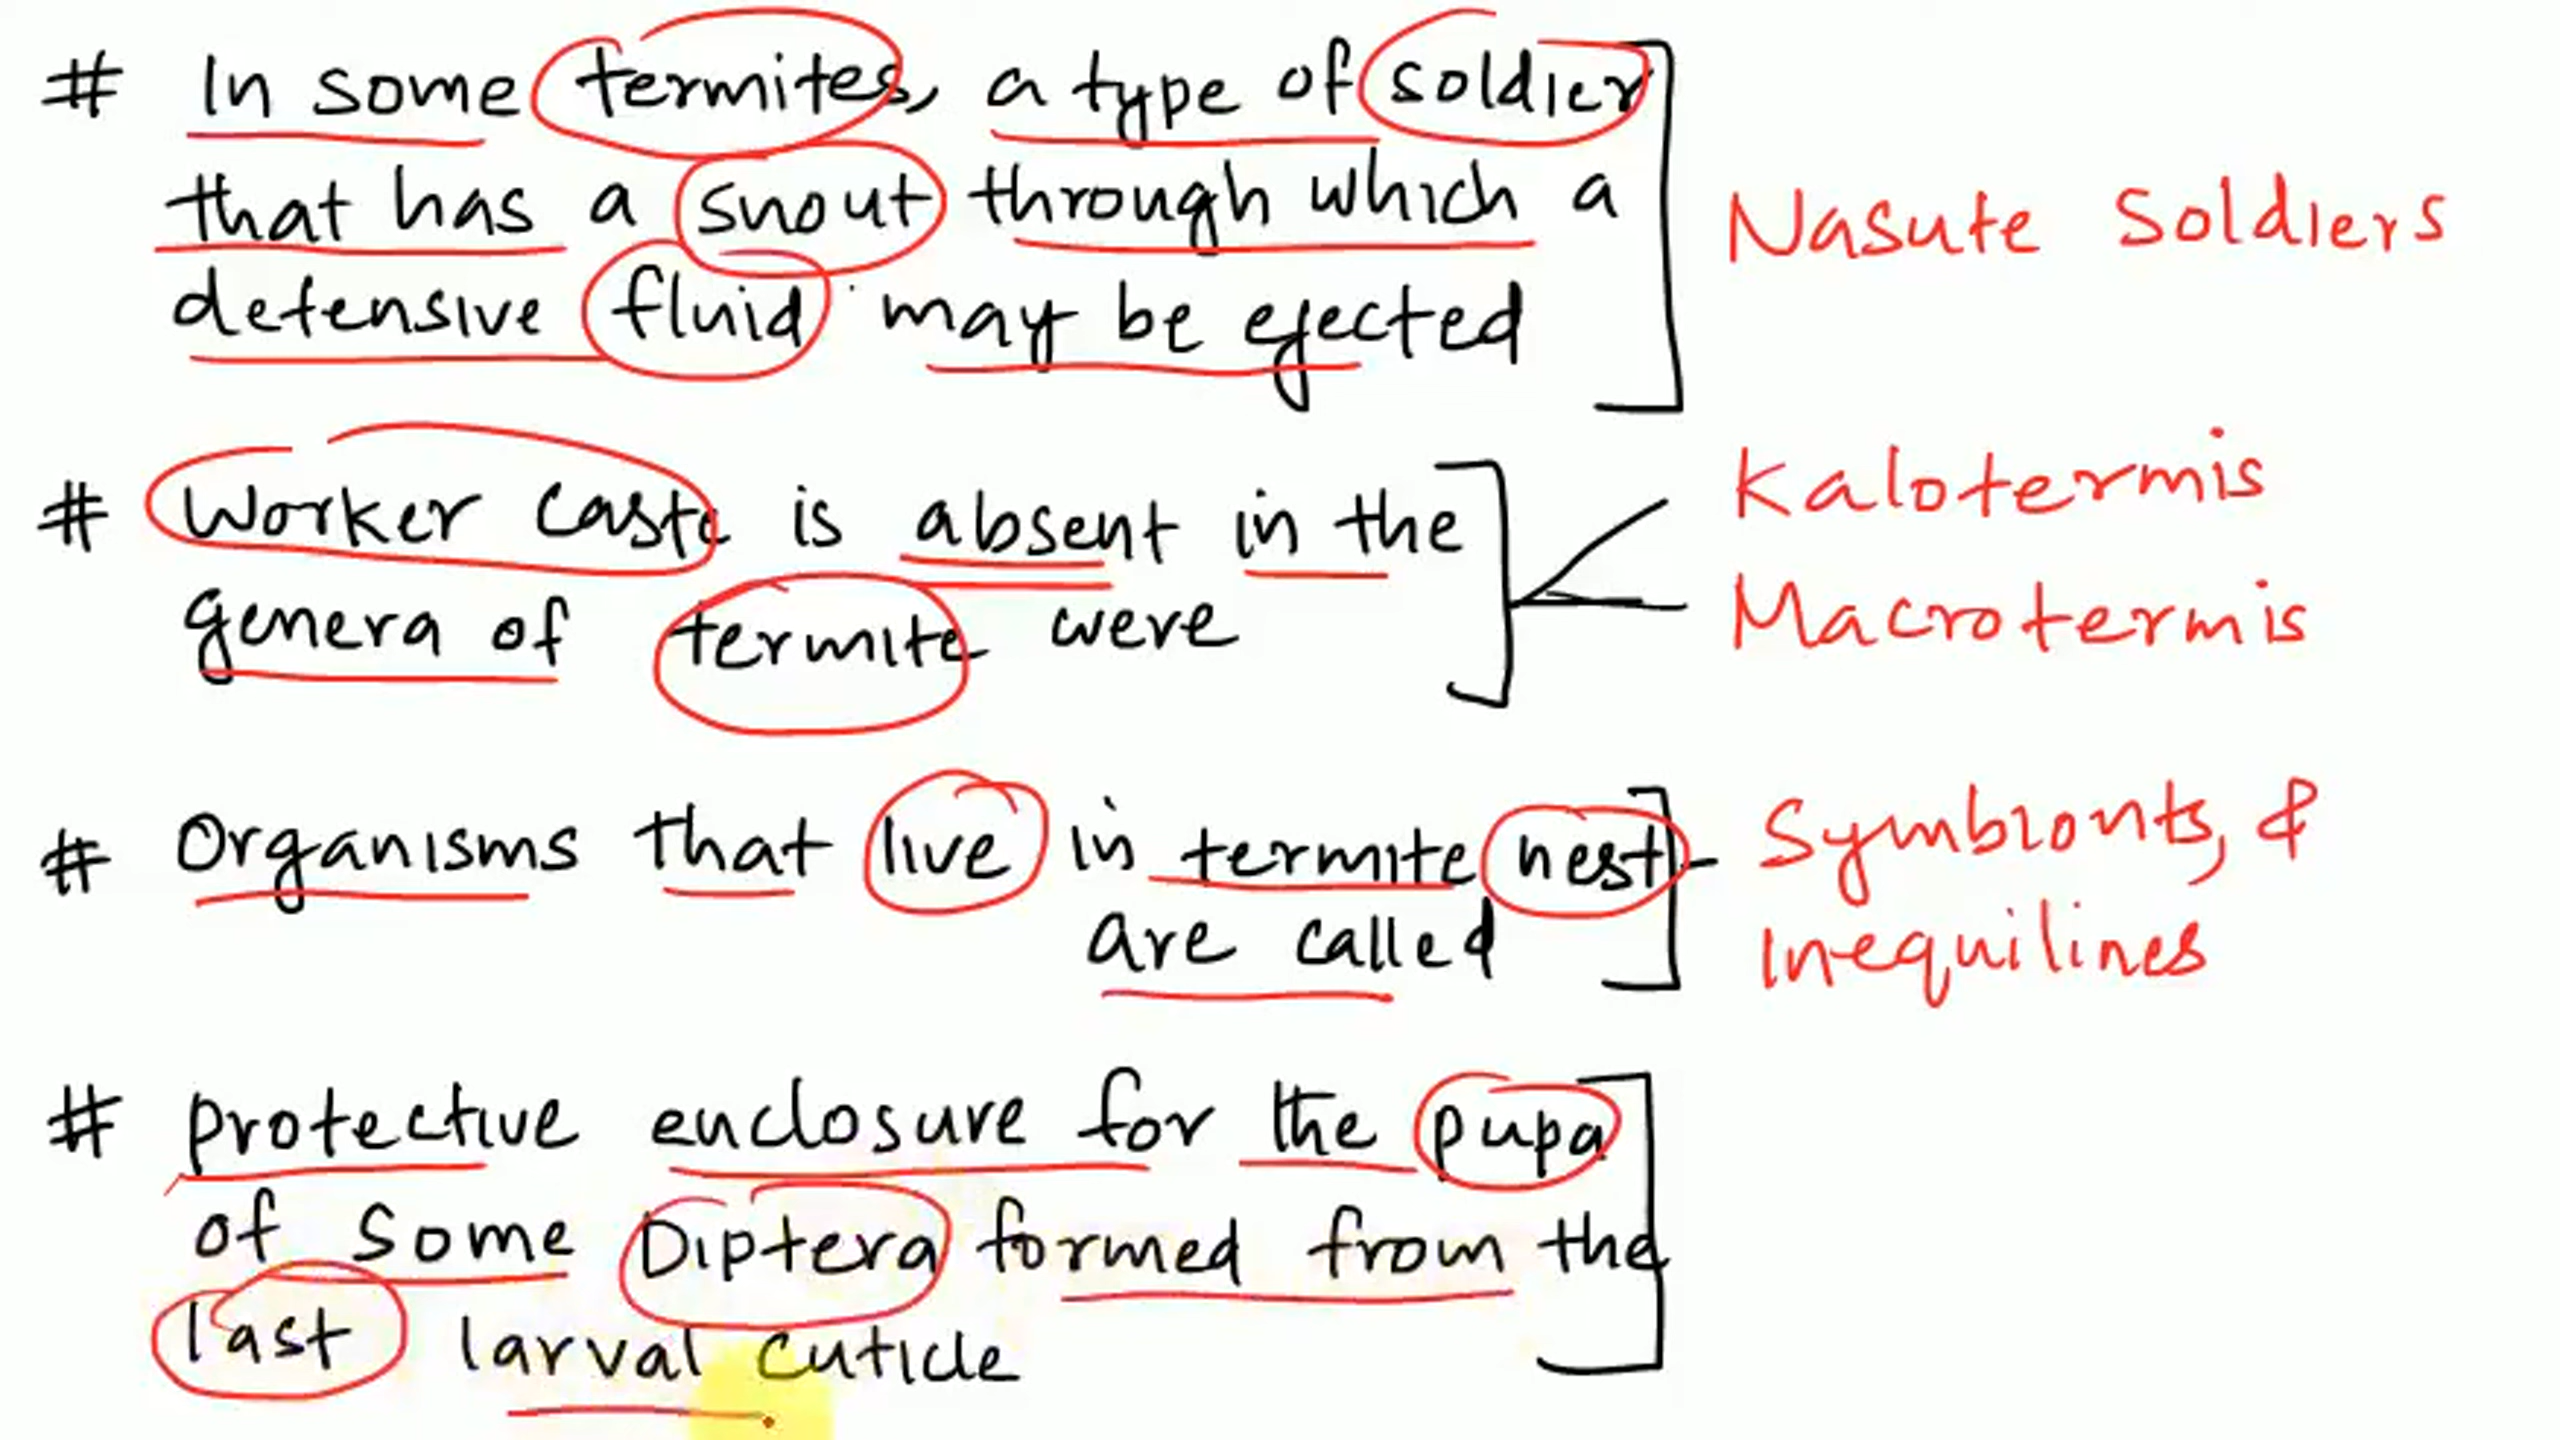 # In some termites, a type of soldier
that has a snout through which a
defensive fluid may be ejected
Nasute Soldiers
# Worker caste is absent in the
genera of termite were
Kalotermis
Macrotermis
# Organisms that live in termite nest
are called
Symbionts, &
Inequilines
# protective enclosure for the pupa
of some Diptera formed from the
last larval cuticle